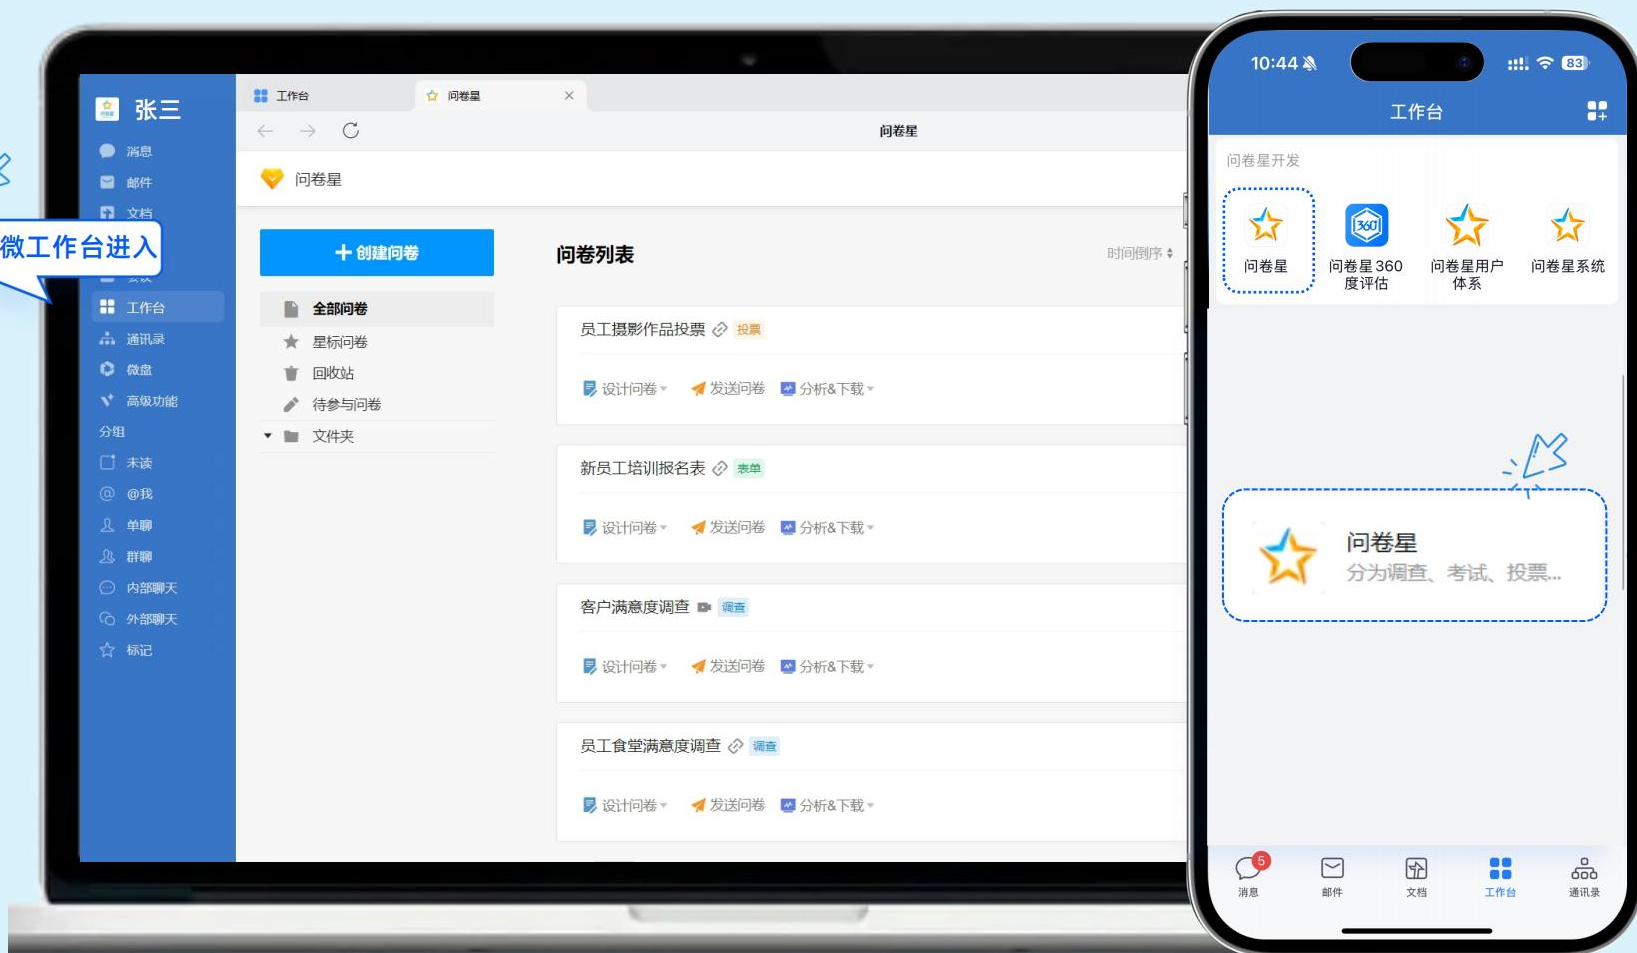 张三
消息
邮件
文档
微工作台进入
工作台
通讯录
微盘
高级功能
分组
未读
@我
单聊
群聊
内部聊天
外部聊天
标记
工作台
问卷星
问卷星
问卷星
创建问卷
全部问卷
星标问卷
回收站
待参与问卷
文件夹
问卷列表
时间倒序
员工摄影作品投票 投票
设计问卷 发送问卷 分析&下载
新员工培训报名表 表单
设计问卷 发送问卷 分析&下载
客户满意度调查 调查
设计问卷 发送问卷 分析&下载
员工食堂满意度调查 调查
设计问卷 发送问卷 分析&下载
10:44
83
工作台
问卷星开发
问卷星
问卷星360
度评估
问卷星用户
体系
问卷星系统
问卷星
分为调查、考试、投票...
5
消息
邮件
文档
工作台
通讯录